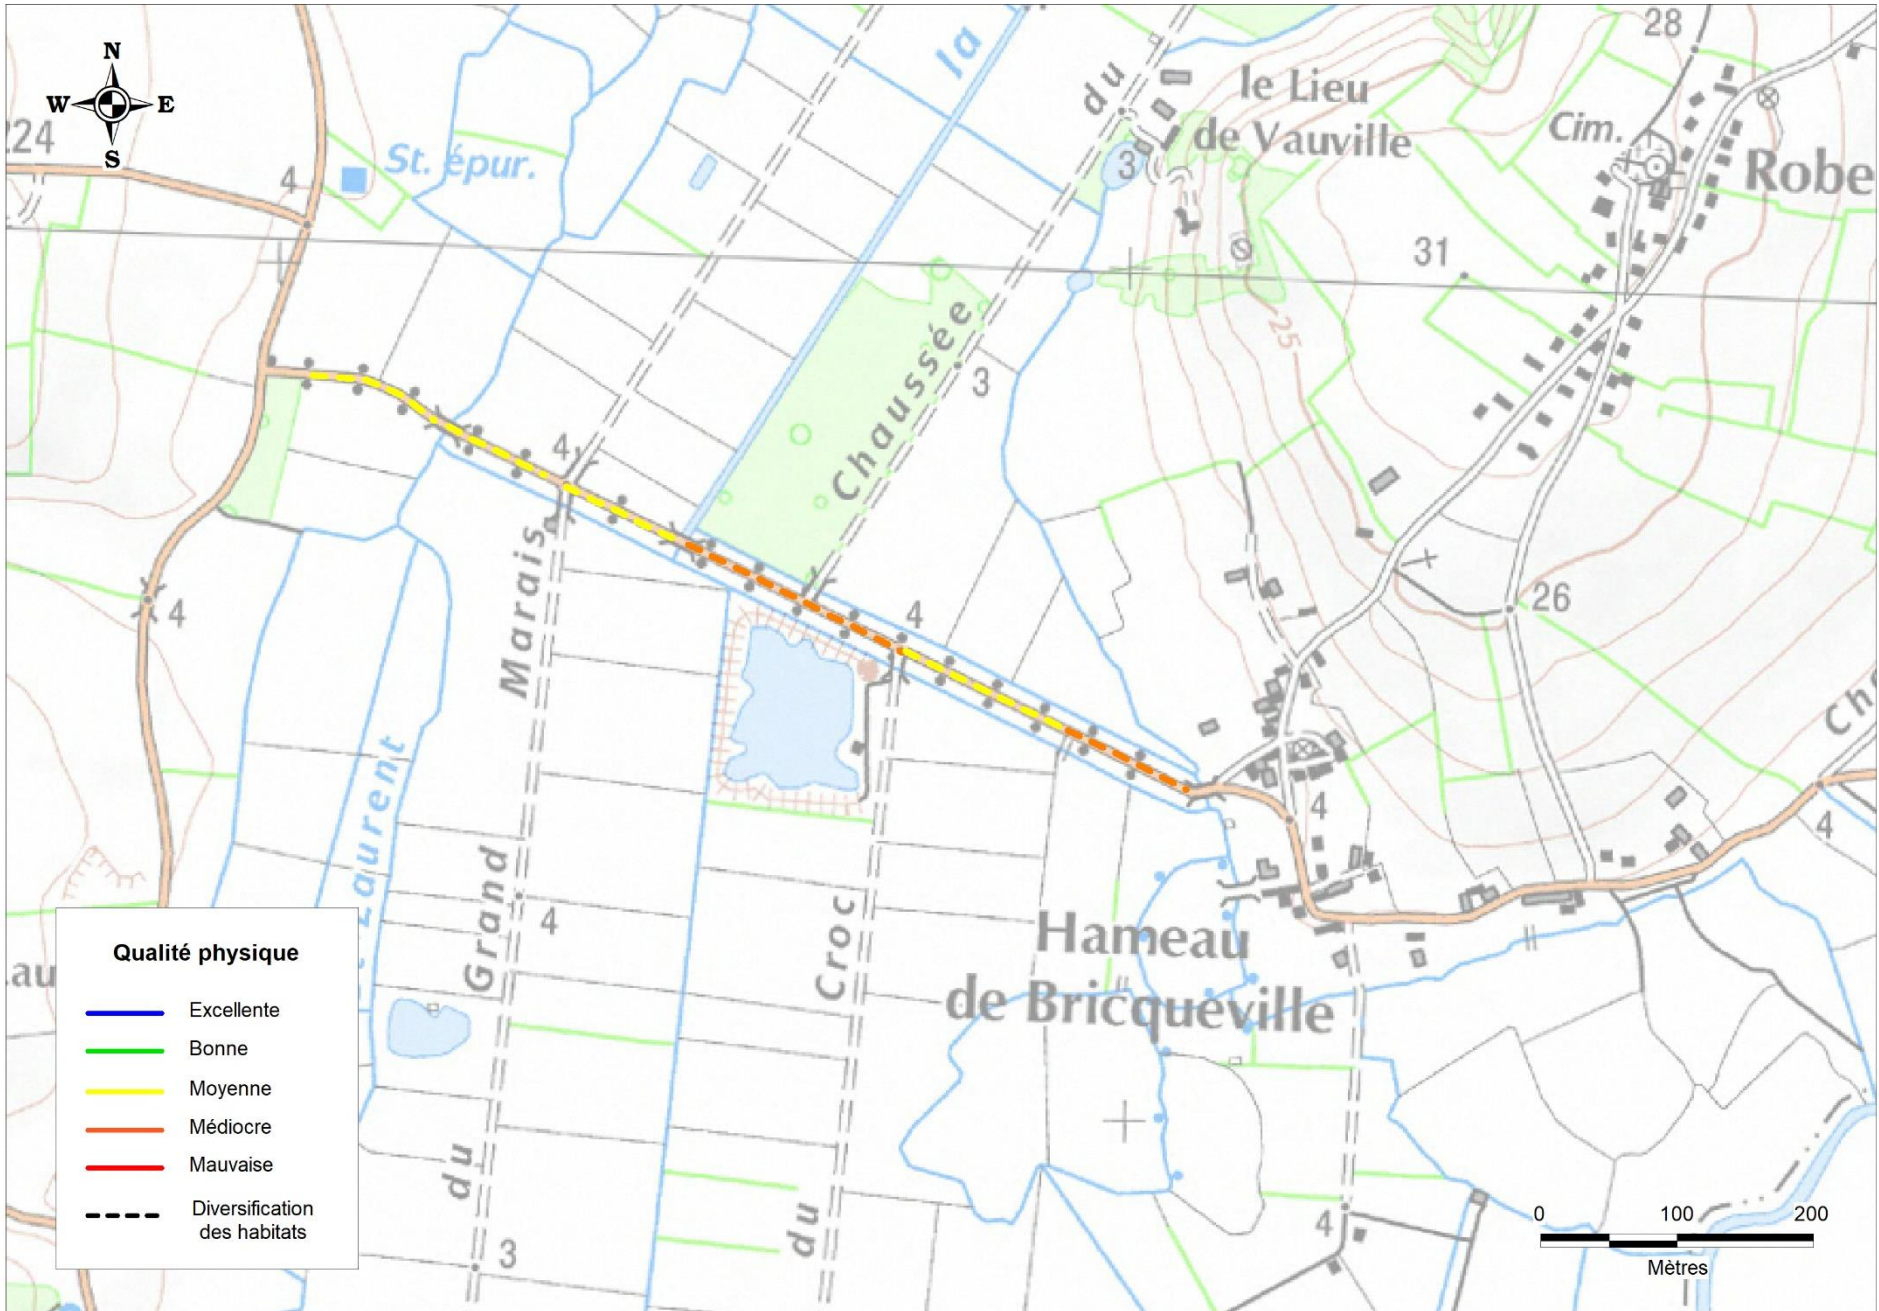 N
W E
S
224
4
St. épur.
la
du
le Lieu
de Vauville
3
28
Cim.
Robe
31
25
Chaussée
3
4
4
4
26
Marais
Laurent
Grand
4
du
3
Croc
du
Hameau
de Bricqueville
4
4
4
Ch
au
Qualité physique
Excellente
Bonne
Moyenne
Médiocre
Mauvaise
Diversification
des habitats
0 100 200
Mètres